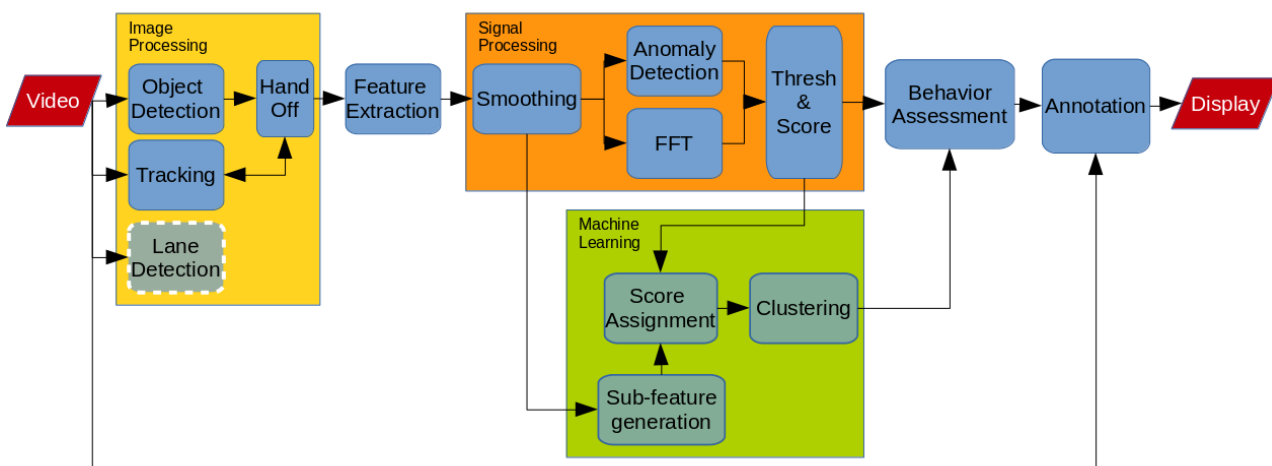 Image
Processing
Signal
Processing
Video
Object
Detection
Hand
Off
Feature
Extraction
Smoothing
Anomaly
Detection
FFT
Thresh
&
Score
Behavior
Assessment
Annotation
Display
Tracking
Lane
Detection
Machine
Learning
Score
Assignment
Clustering
Sub-feature
generation